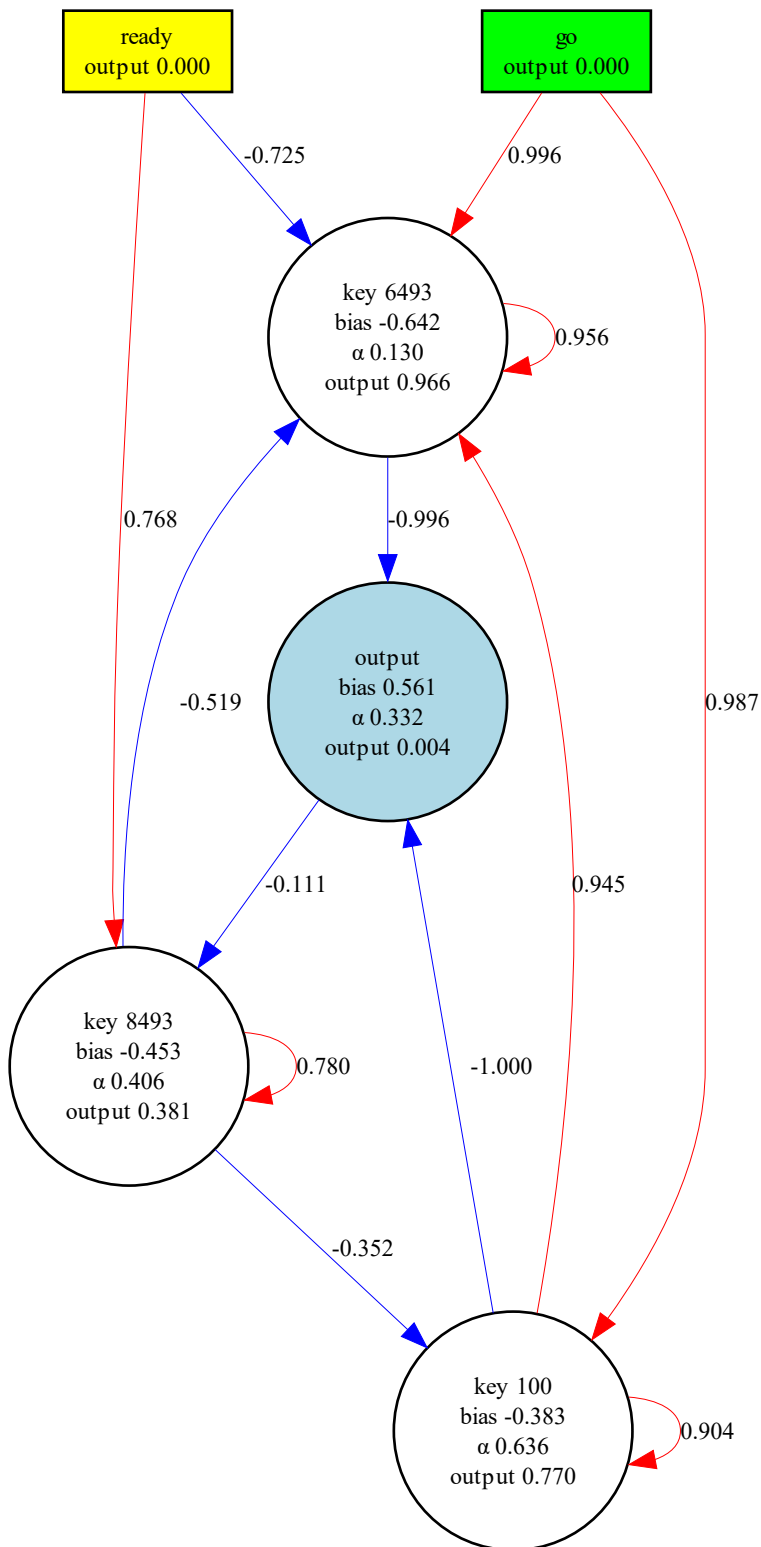 ready
output 0.000
go
output 0.000
-0.725
0.996
key 6493
bias -0.642
α 0.130
output 0.966
0.956
0.768
-0.996
output
bias 0.561
α 0.332
output 0.004
-0.519
0.987
-0.111
0.945
key 8493
bias -0.453
α 0.406
output 0.381
0.780
-1.000
-0.352
key 100
bias -0.383
α 0.636
output 0.770
0.904